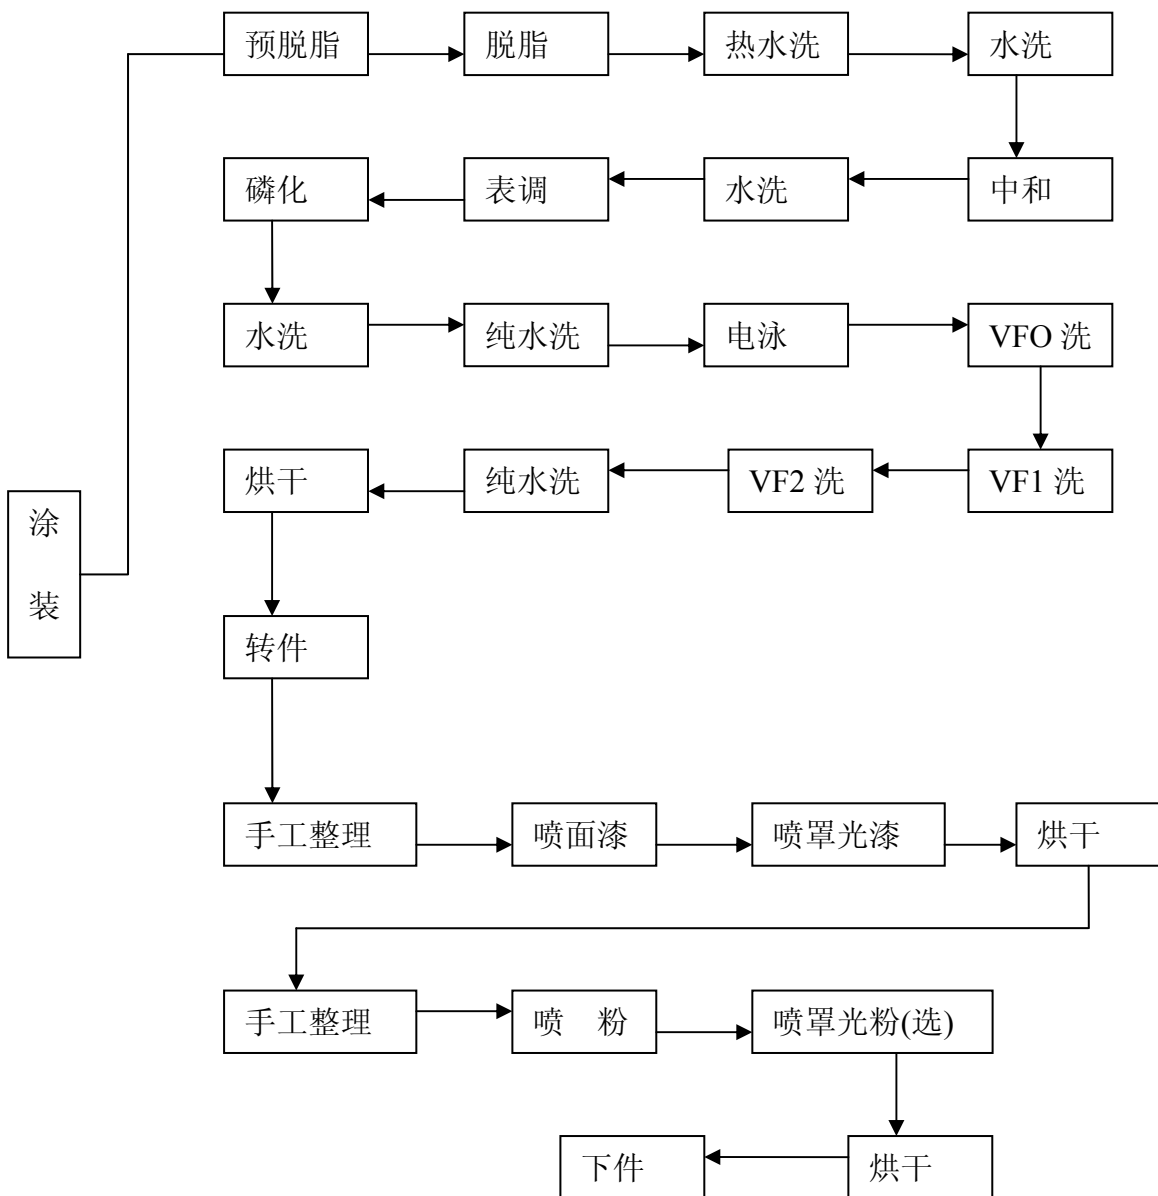 涂
装
预脱脂
脱脂
热水洗
水洗
中和
水洗
表调
磷化
水洗
纯水洗
电泳
VFO 洗
VF1 洗
VF2 洗
纯水洗
烘干
转件
手工整理
喷面漆
喷罩光漆
烘干
手工整理
喷 粉
喷罩光粉(选)
烘干
下件